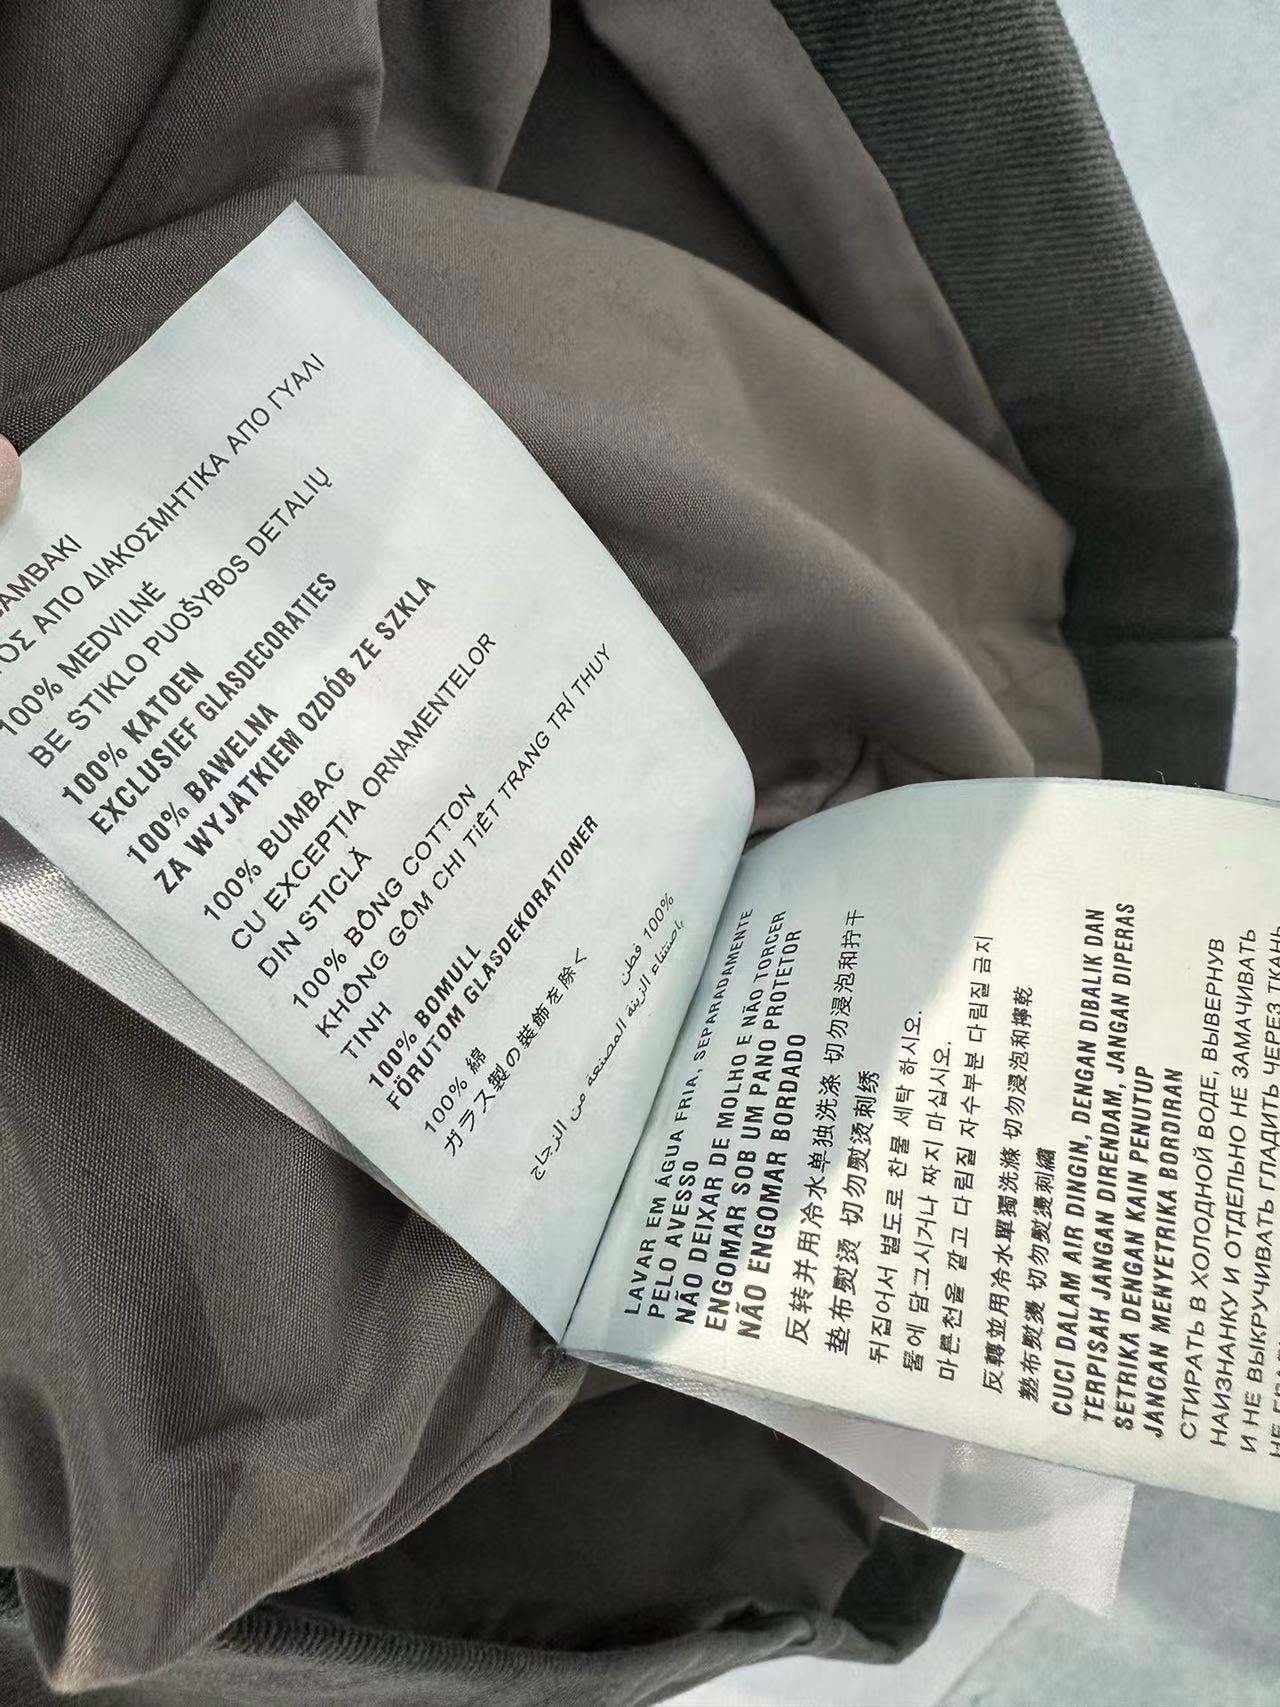 ΑΠΟ ΔΙΑΚΟΣΜΗΤΙΚΑ ΑΠΟ ΓΥΑΛΙ
100% MEDVILNĖ
BE STIKLO PUOŠYBOS DETALIŲ
100% KATOEN
EXCLUSIEF GLASDECORATIES
100% BAWELNA
ZA WYJATKIEM OZDÓB ZE SZKLA
100% BUMBAC
CU EXCEPȚIA ORNAMENTELOR
DIN STICLĂ
100% BÔNG COTTON
KHÔNG GÔM CHI TIÊT TRANG TRÍ THUY
TINH
100% BOMULL
FÖRUTOM GLASDEKORATIONER
100% 綿
ガラス製の装飾を除く
100% قطن
باستثناء الزينة المصنعة من الزجاج
LAVAR EM ÁGUA FRIA, SEPARADAMENTE
PELO AVESSO
NÃO DEIXAR DE MOLHO E NÃO TORCER
ENGOMAR SOB UM PANO PROTETOR
NÃO ENGOMAR BORDADO
反转并用冷水单独洗涤 切勿浸泡和拧干
垫布熨烫 切勿熨烫刺绣
뒤집어서 별도로 찬물 세탁 하시오.
물에 담그시거나 짜지 마십시오.
마른천을 깔고 다림질 자수부분 다림질 금지
反轉並用冷水單獨洗滌 切勿浸泡和擰乾
墊布熨燙 切勿熨燙刺繡
CUCI DALAM AIR DINGIN, DENGAN DIBALIK DAN
TERPISAH JANGAN DIRENDAM, JANGAN DIPERAS
SETRIKA DENGAN KAIN PENUTUP
JANGAN MENYETRIKA BORDIRAN
СТИРАТЬ В ХОЛОДНОЙ ВОДЕ, ВЫВЕРНУВ
НАИЗНАНКУ И ОТДЕЛЬНО НЕ ЗАМАЧИВАТЬ
И НЕ ВЫКРУЧИВАТЬ ГЛАДИТЬ ЧЕРЕЗ ТКАНЬ
НЕ